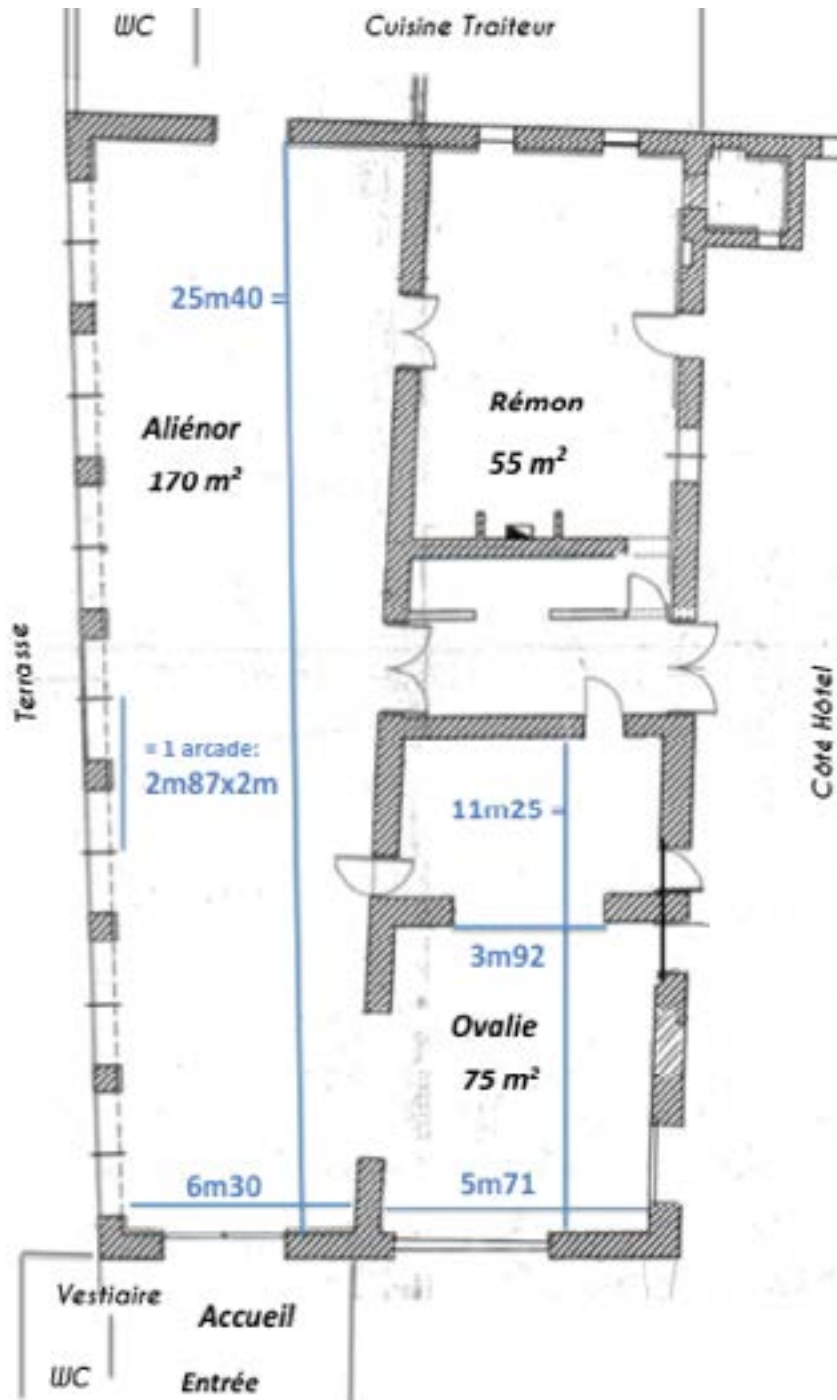 WC
Cuisine Traiteur
25m40 =
Aliénor
170 m²
Rémon
55 m²
Terrasse
Côté Hôtel
= 1 arcade:
2m87x2m
11m25 =
3m92
Ovalie
75 m²
6m30
5m71
Vestiaire
Accueil
WC
Entrée